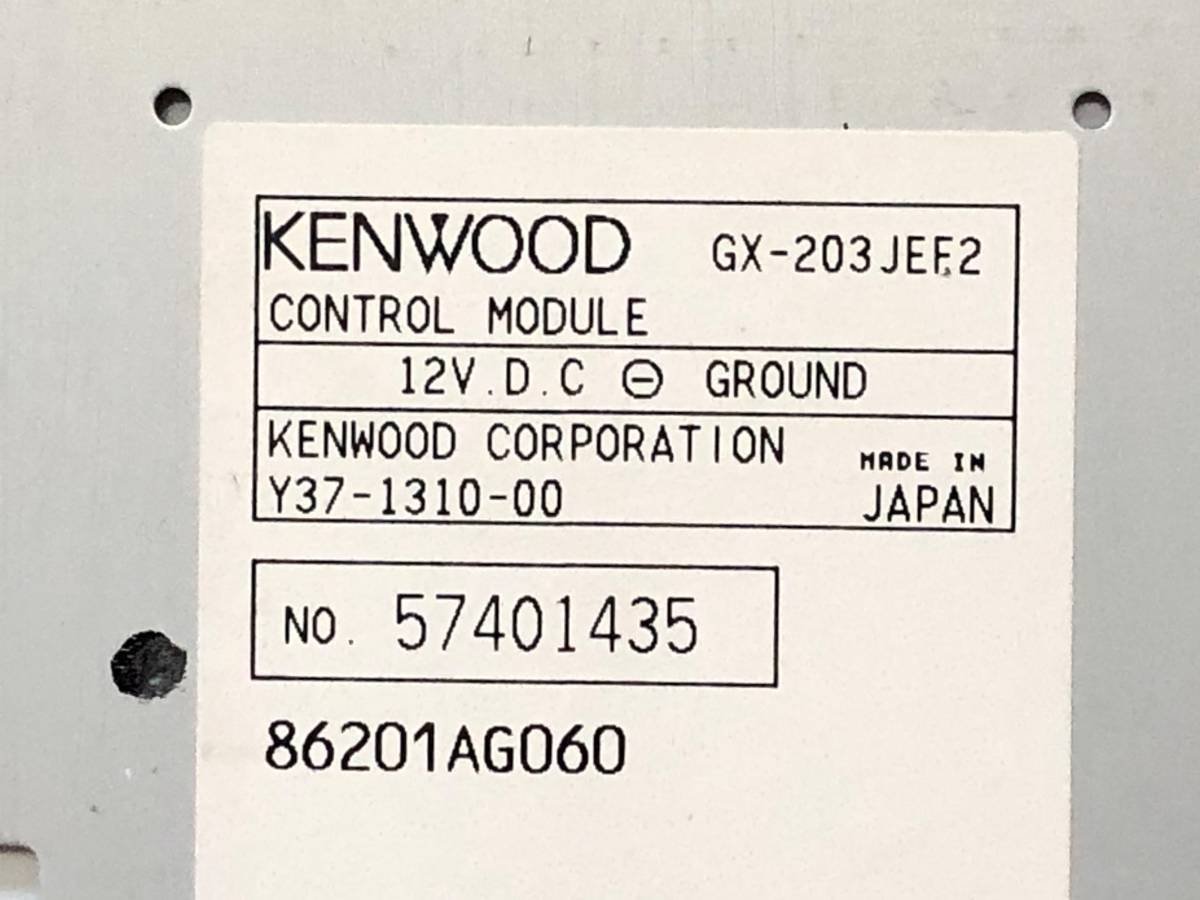 KENWOOD GX-203JEF2
CONTROL MODULE
12V.D.C ⊖ GROUND
KENWOOD CORPORATION
MADE IN
Y37-1310-00 JAPAN
NO. 57401435
86201AG060